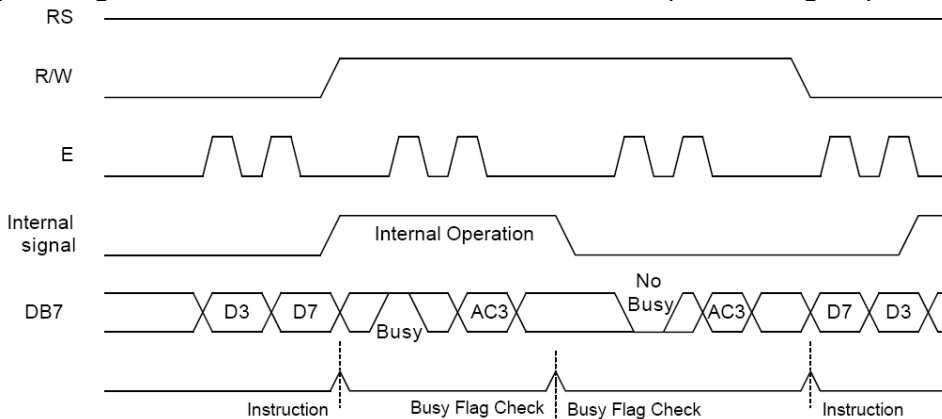 RS
R/W
E
Internal
signal
Internal Operation
DB7
D3 D7 Busy AC3 No
Busy AC3 D7 D3
Instruction Busy Flag Check Busy Flag Check Instruction